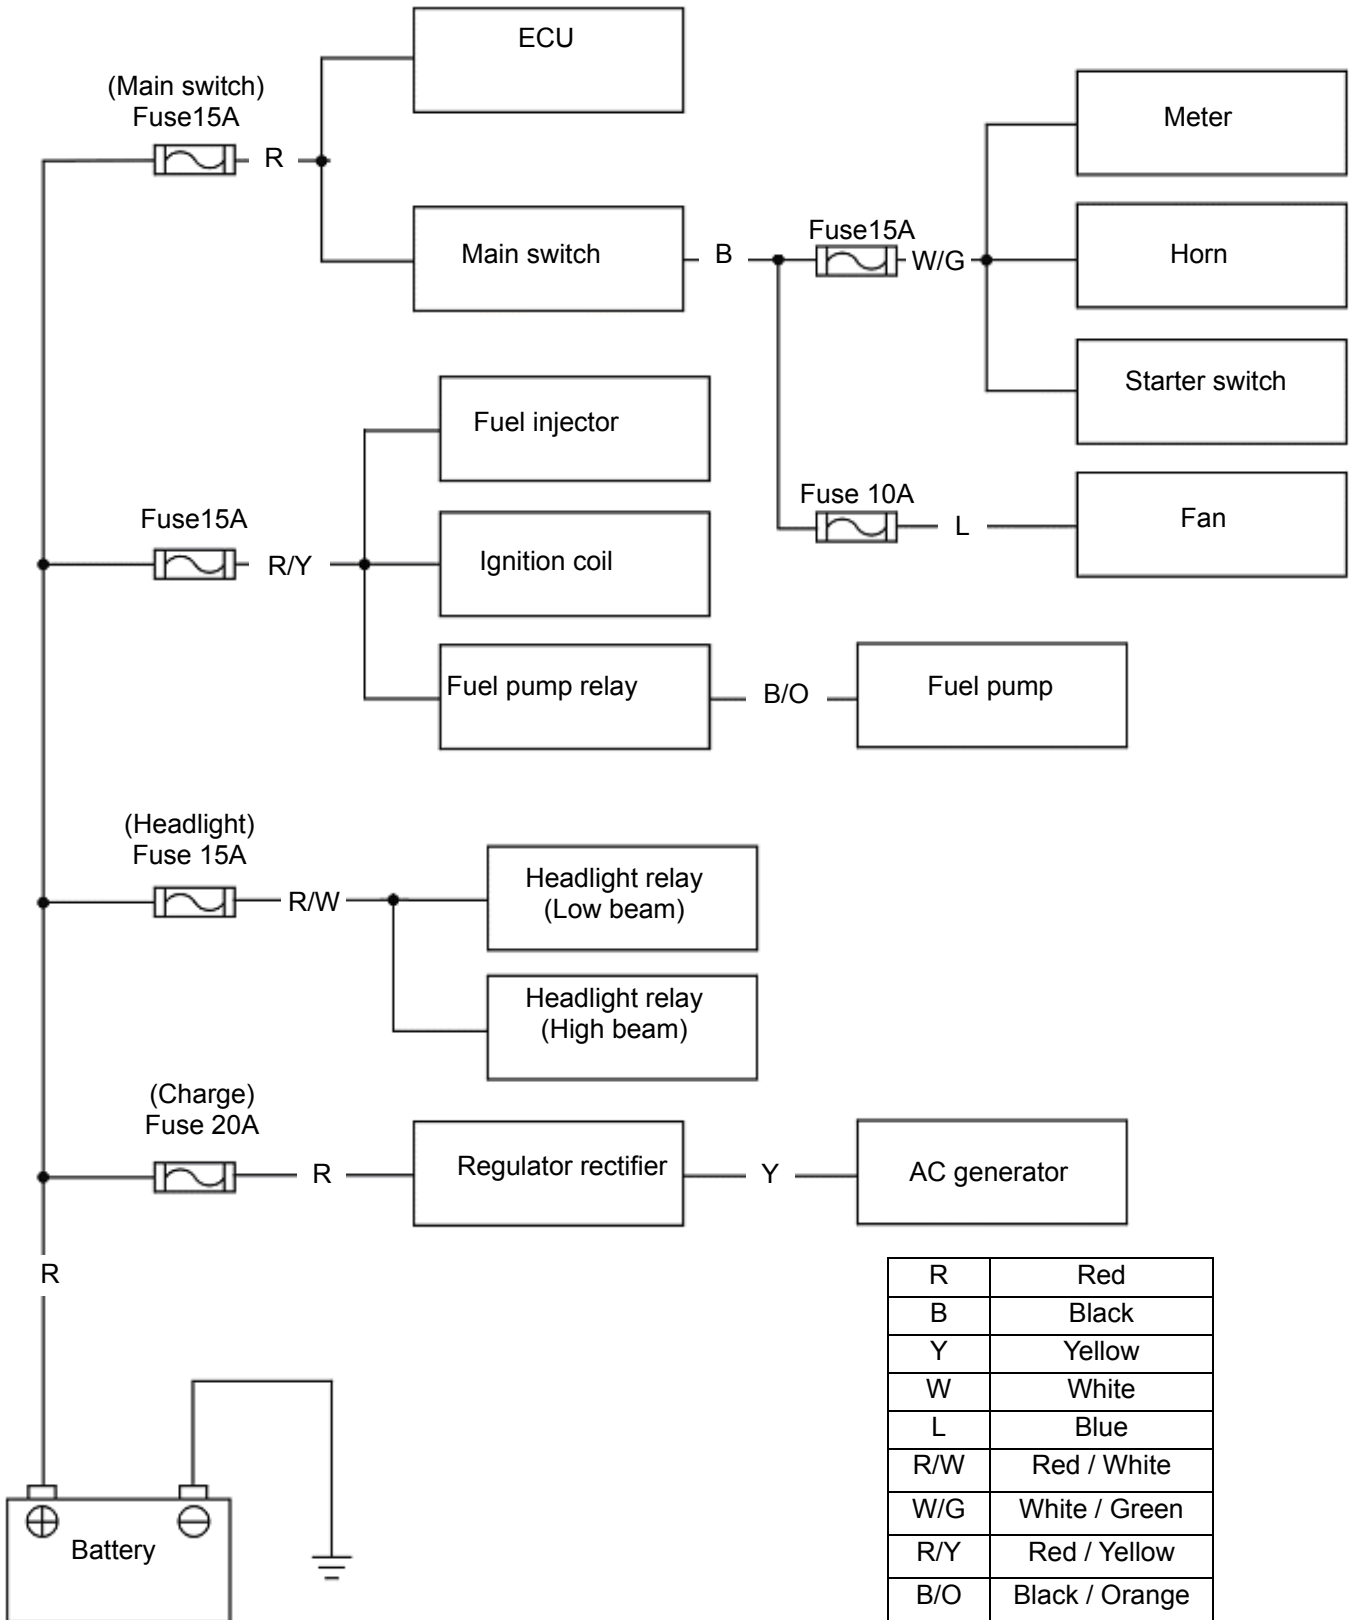 ECU
(Main switch)
Fuse15A
R
Meter
Main switch
B
Fuse15A
W/G
Horn
Starter switch
Fuel injector
Fuse 10A
L
Fan
Fuse15A
R/Y
Ignition coil
Fuel pump relay
B/O
Fuel pump
(Headlight)
Fuse 15A
R/W
Headlight relay
(Low beam)
Headlight relay
(High beam)
(Charge)
Fuse 20A
R
Regulator rectifier
Y
AC generator
R
Battery
R Red
B Black
Y Yellow
W White
L Blue
R/W Red / White
W/G White / Green
R/Y Red / Yellow
B/O Black / Orange